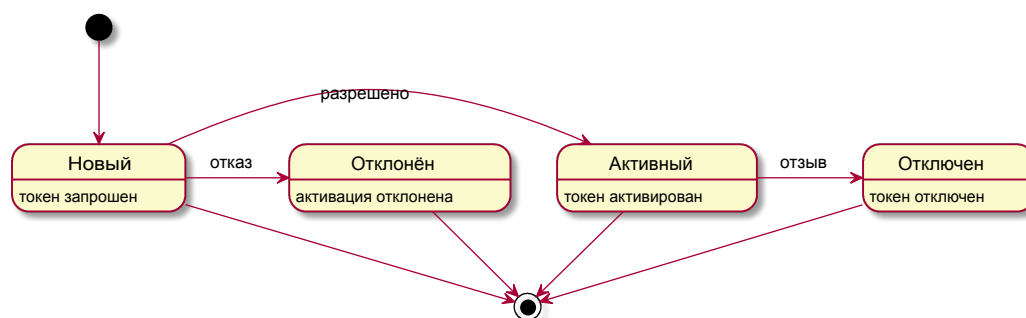 разрешено
Новый
отказ
Отклонён
Активный
отзыв
Отключен
токен запрошен
активация отклонена
токен активирован
токен отключен